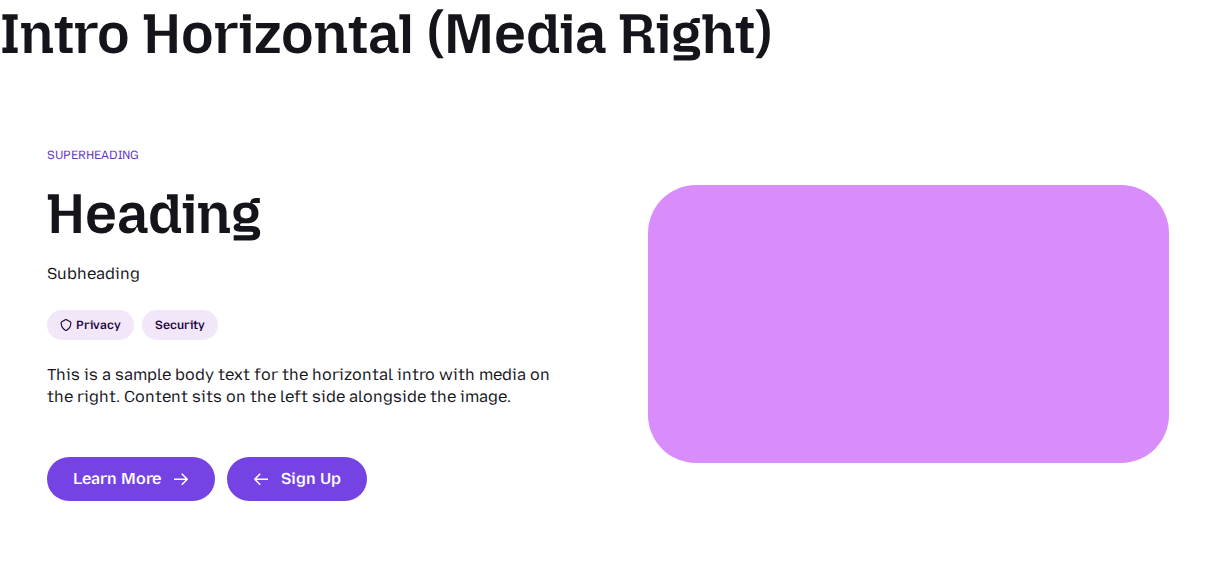 Intro Horizontal (Media Right)
SUPERHEADING
Heading
Subheading
Privacy
Security
This is a sample body text for the horizontal intro with media on
the right. Content sits on the left side alongside the image.
Learn More
Sign Up